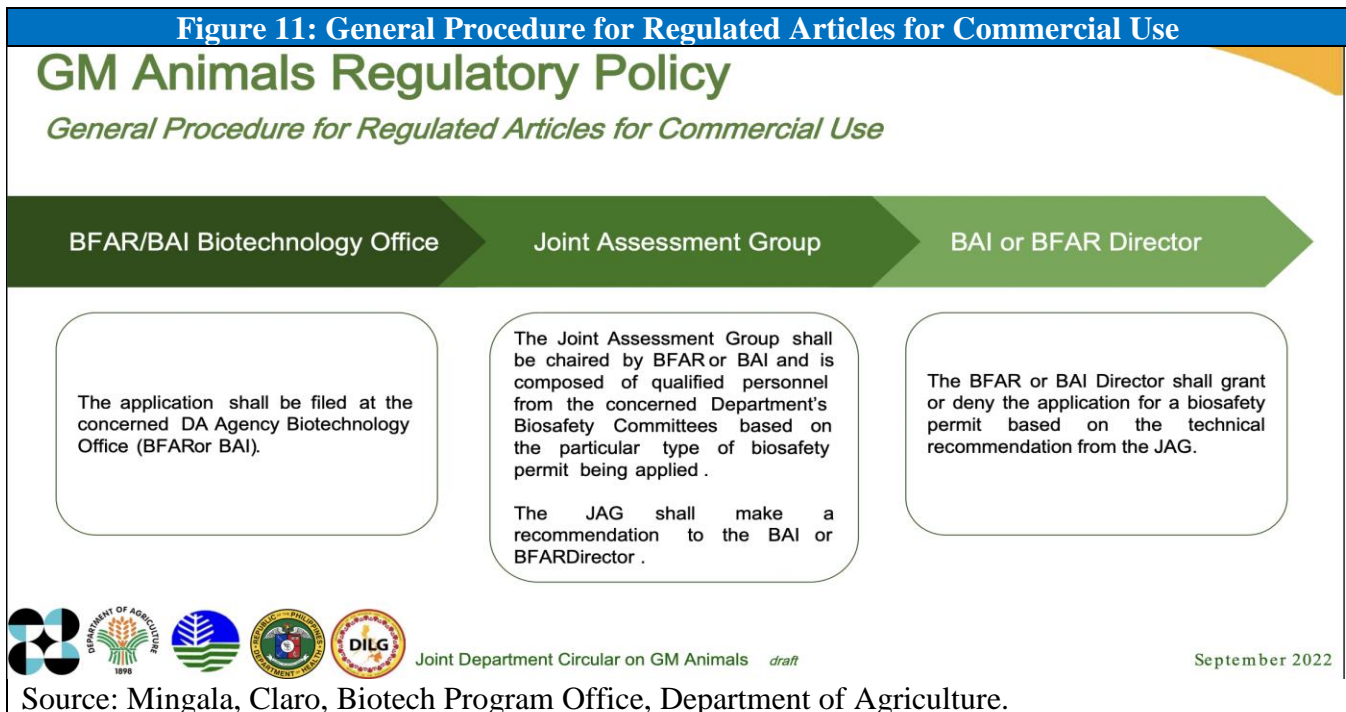 Figure 11: General Procedure for Regulated Articles for Commercial Use
GM Animals Regulatory Policy
General Procedure for Regulated Articles for Commercial Use
BFAR/BAI Biotechnology Office
Joint Assessment Group
BAI or BFAR Director
The application shall be filed at the
concerned DA Agency Biotechnology
Office (BFARor BAI).
The Joint Assessment Group shall
be chaired by BFAR or BAI and is
composed of qualified personnel
from the concerned Department's
Biosafety Committees based on
the particular type of biosafety
permit being applied .
The JAG shall make a
recommendation to the BAI or
BFARDirector .
The BFAR or BAI Director shall grant
or deny the application for a biosafety
permit based on the technical
recommendation from the JAG.
DEPARTMENT OF AGRICULTURE
1898
REPUBLIC OF THE PHILIPPINES
DEPARTMENT OF HEALTH
DILG
Joint Department Circular on GM Animals draft
September 2022
Source: Mingala, Claro, Biotech Program Office, Department of Agriculture.